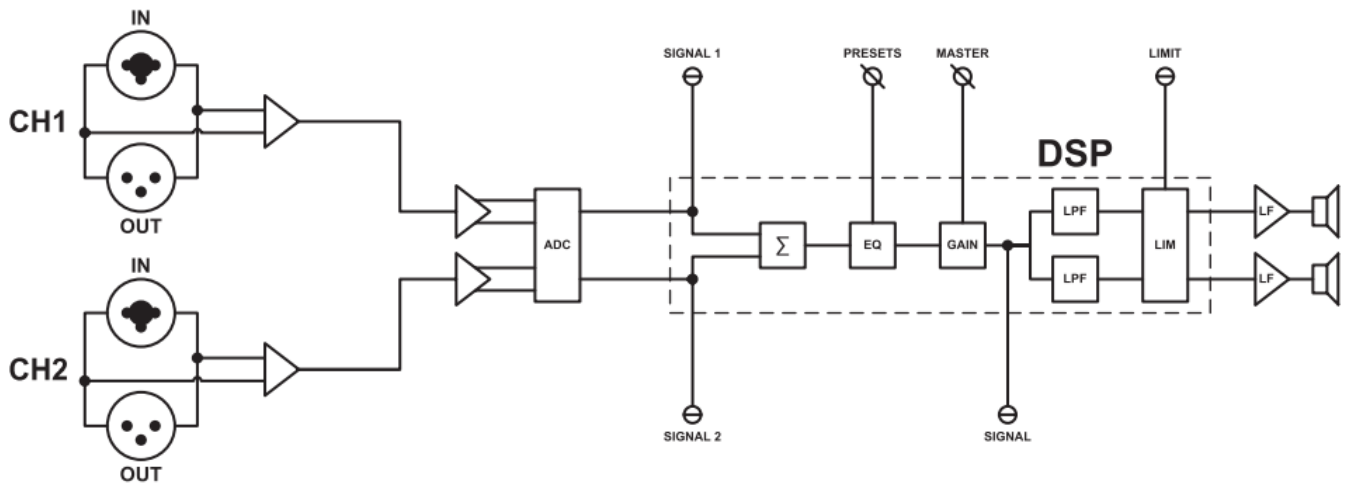 IN
CH1
OUT
IN
CH2
OUT
ADC
SIGNAL 1
SIGNAL 2
PRESETS
MASTER
LIMIT
DSP
Σ
EQ
GAIN
SIGNAL
LPF
LPF
LIM
LF
LF